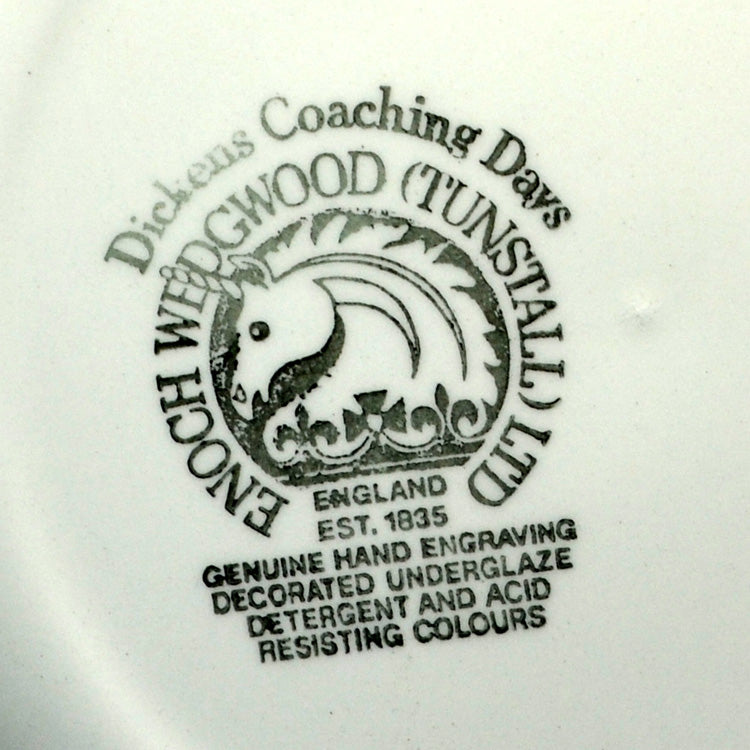 Dickens Coaching Days
ENOCH WEDGWOOD (TUNSTALL) LTD
ENGLAND
EST. 1835
GENUINE HAND ENGRAVING
DECORATED UNDERGLAZE
DETERGENT AND ACID
RESISTING COLOURS